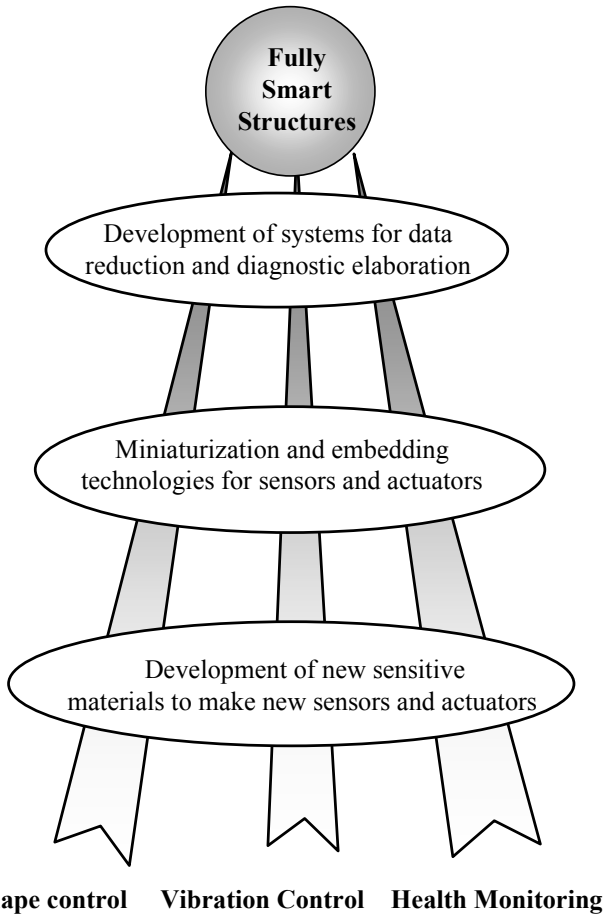 Fully
Smart
Structures
Development of systems for data
reduction and diagnostic elaboration
Miniaturization and embedding
technologies for sensors and actuators
Development of new sensitive
materials to make new sensors and actuators
ape control Vibration Control Health Monitoring